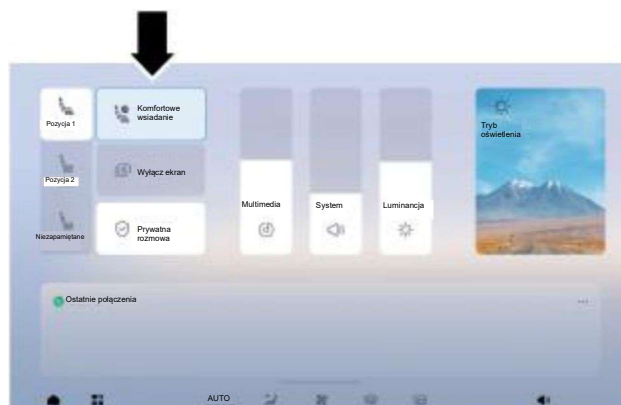 Komfortowe
wsiadanie
Pozycja 1
Tryb
oświetlenia
Wyłącz ekran
Pozycja 2
Multimedia
System
Luminancja
Prywatna
rozmowa
Niezapamiętane
Ostatnie połączenia
...
AUTO